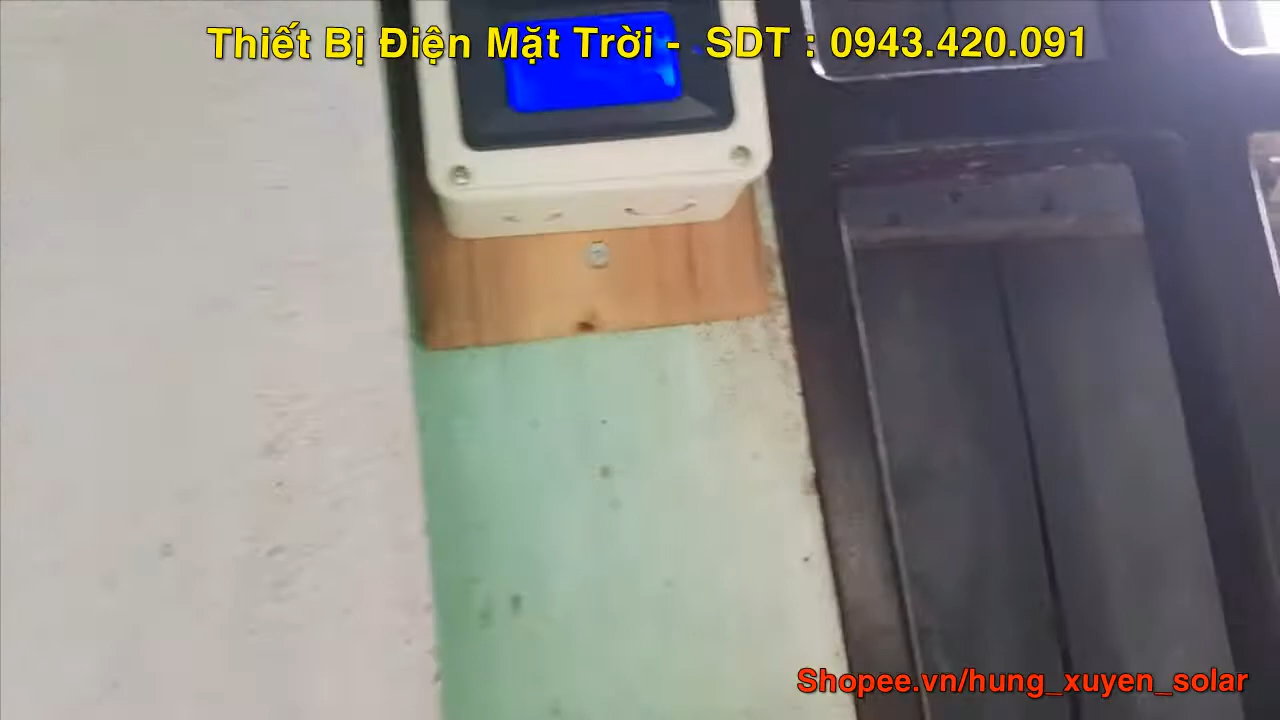 Thiết Bị Điện Mặt Trời - SDT : 0943.420.091
Shopee.vn/hung_xuyen_solar